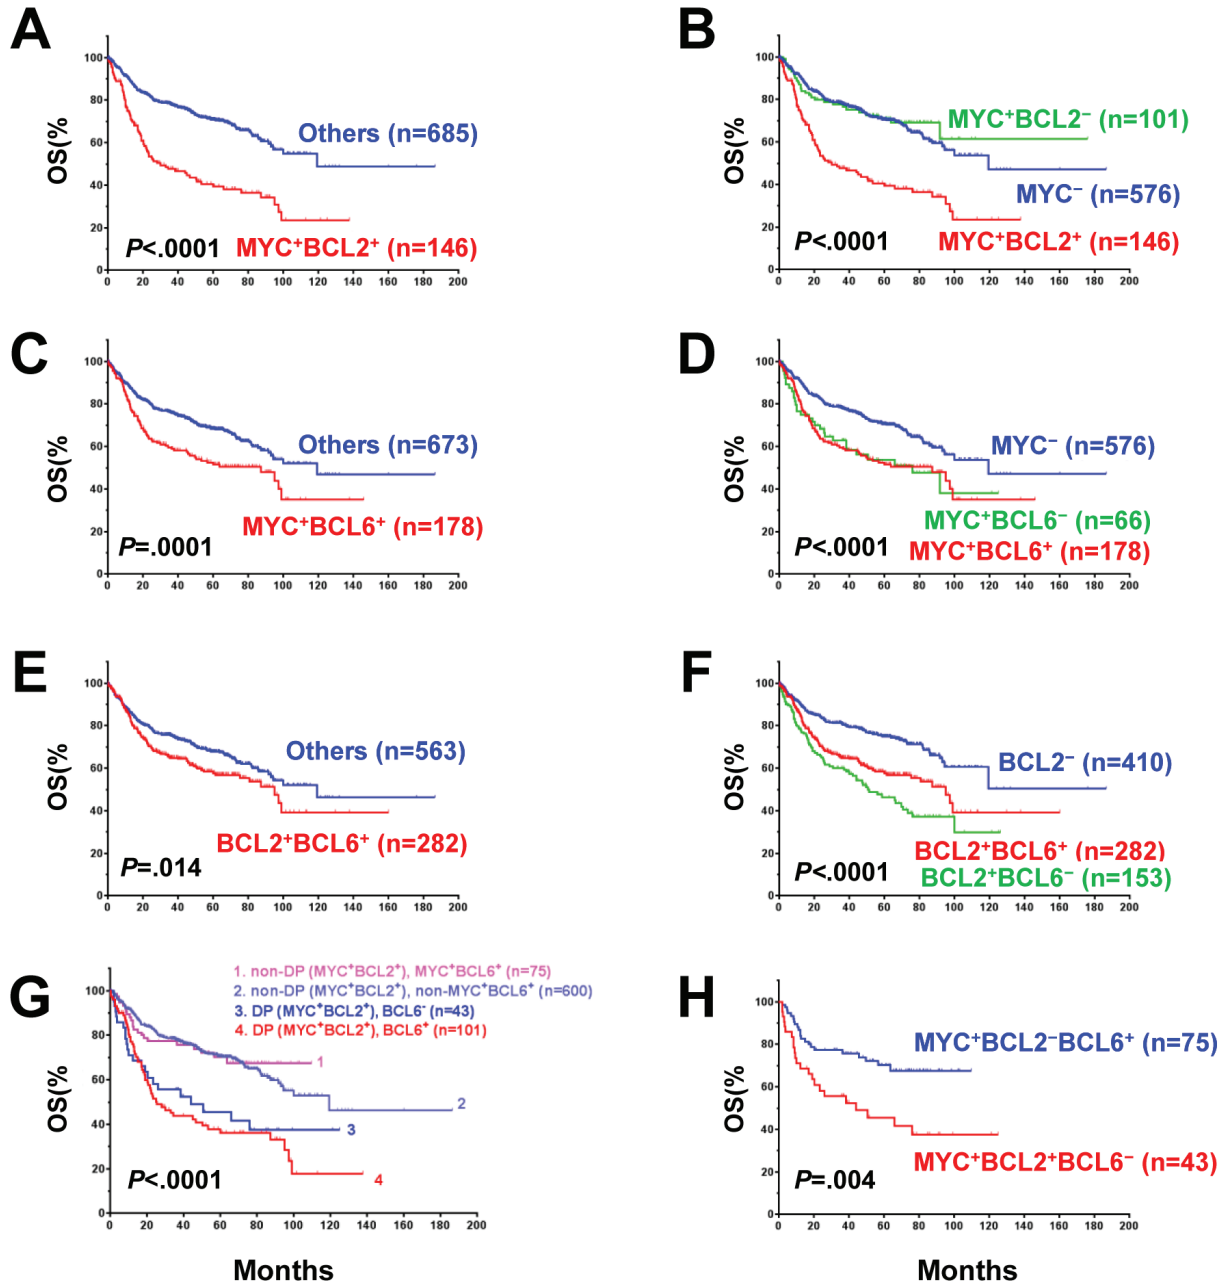 A
OS(%
100
80
60
40
20
0
Others (n=685)
P<.0001
MYC⁺BCL2⁺ (n=146)
0 20 40 60 80 100 120 140 160 180 200
B
OS(%
100
80
60
40
20
0
MYC⁺BCL2⁻ (n=101)
MYC⁻ (n=576)
P<.0001
MYC⁺BCL2⁺ (n=146)
0 20 40 60 80 100 120 140 160 180 200
C
OS(%
100
80
60
40
20
0
Others (n=673)
MYC⁺BCL6⁺ (n=178)
P=.0001
0 20 40 60 80 100 120 140 160 180 200
D
OS(%
100
80
60
40
20
0
MYC⁻ (n=576)
MYC⁺BCL6⁻ (n=66)
P<.0001
MYC⁺BCL6⁺ (n=178)
0 20 40 60 80 100 120 140 160 180 200
E
OS(%
100
80
60
40
20
0
Others (n=563)
BCL2⁺BCL6⁺ (n=282)
P=.014
0 20 40 60 80 100 120 140 160 180 200
F
OS(%
100
80
60
40
20
0
BCL2⁻ (n=410)
BCL2⁺BCL6⁺ (n=282)
P<.0001
BCL2⁺BCL6⁻ (n=153)
0 20 40 60 80 100 120 140 160 180 200
G
OS(%
100
80
60
40
20
0
1. non-DP (MYC⁺BCL2⁺), MYC⁺BCL6⁺ (n=75)
2. non-DP (MYC⁺BCL2⁺), non-MYC⁺BCL6⁺ (n=600)
3. DP (MYC⁺BCL2⁺), BCL6⁻ (n=43)
4. DP (MYC⁺BCL2⁺), BCL6⁺ (n=101)
1
2
3
4
P<.0001
0 20 40 60 80 100 120 140 160 180 200
Months
H
OS(%
100
80
60
40
20
0
MYC⁺BCL2⁻BCL6⁺ (n=75)
MYC⁺BCL2⁺BCL6⁻ (n=43)
P=.004
0 20 40 60 80 100 120 140 160 180 200
Months